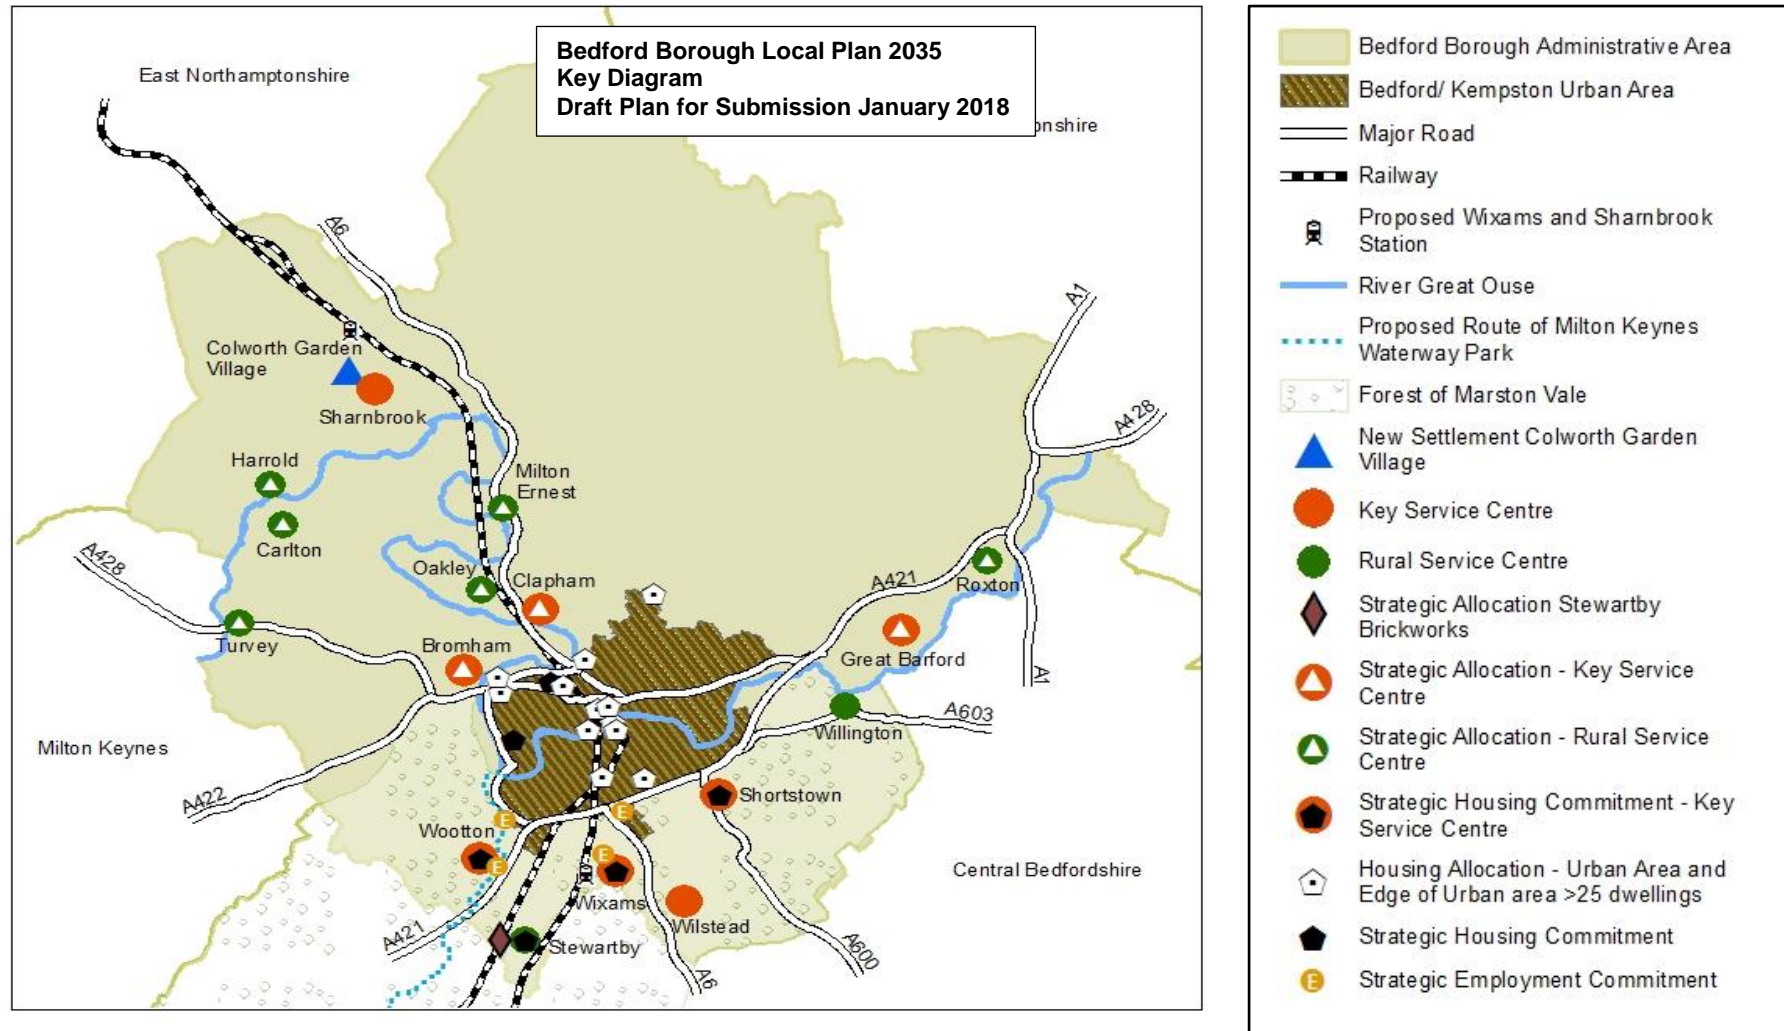 Bedford Borough Local Plan 2035
Key Diagram
Draft Plan for Submission January 2018
East Northamptonshire
onshire
A6
A1
Colworth Garden
Village
Sharnbrook
A428
Harrold
Milton
Ernest
Carlton
A428
Oakley
Clapham
A421
Roxton
Turvey
Bromham
Great Barford
A1
A603
Willington
Milton Keynes
A422
Shortstown
E
E
Wootton
E
E
Central Bedfordshire
Wixams
Wilstead
A421
Stewartby
A600
A6
Bedford Borough Administrative Area
Bedford/ Kempston Urban Area
Major Road
Railway
Proposed Wixams and Sharnbrook
Station
River Great Ouse
Proposed Route of Milton Keynes
Waterway Park
Forest of Marston Vale
New Settlement Colworth Garden
Village
Key Service Centre
Rural Service Centre
Strategic Allocation Stewartby
Brickworks
Strategic Allocation - Key Service
Centre
Strategic Allocation - Rural Service
Centre
Strategic Housing Commitment - Key
Service Centre
Housing Allocation - Urban Area and
Edge of Urban area >25 dwellings
Strategic Housing Commitment
E
Strategic Employment Commitment